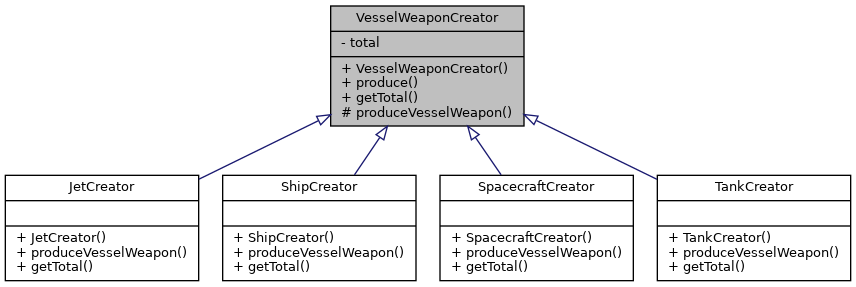 VesselWeaponCreator
- total
+ VesselWeaponCreator()
+ produce()
+ getTotal()
# produceVesselWeapon()
JetCreator
+ JetCreator()
+ produceVesselWeapon()
+ getTotal()
ShipCreator
+ ShipCreator()
+ produceVesselWeapon()
+ getTotal()
SpacecraftCreator
+ SpacecraftCreator()
+ produceVesselWeapon()
+ getTotal()
TankCreator
+ TankCreator()
+ produceVesselWeapon()
+ getTotal()